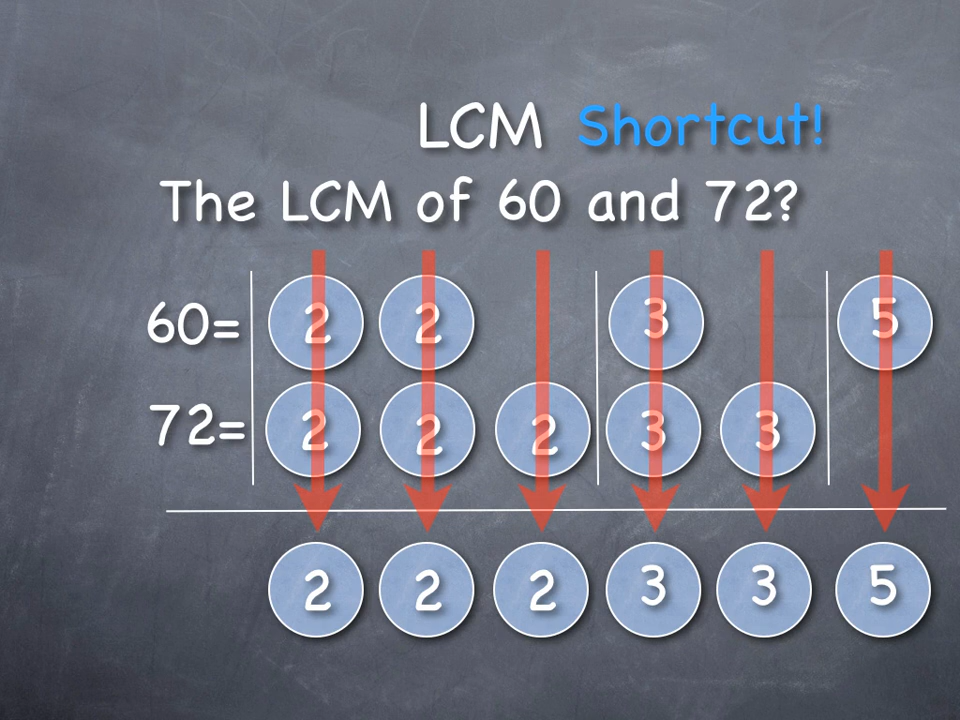 LCM Shortcut!
The LCM of 60 and 72?
60= 2 2 3 5
72= 2 2 2 3 3
2 2 2 3 3 5